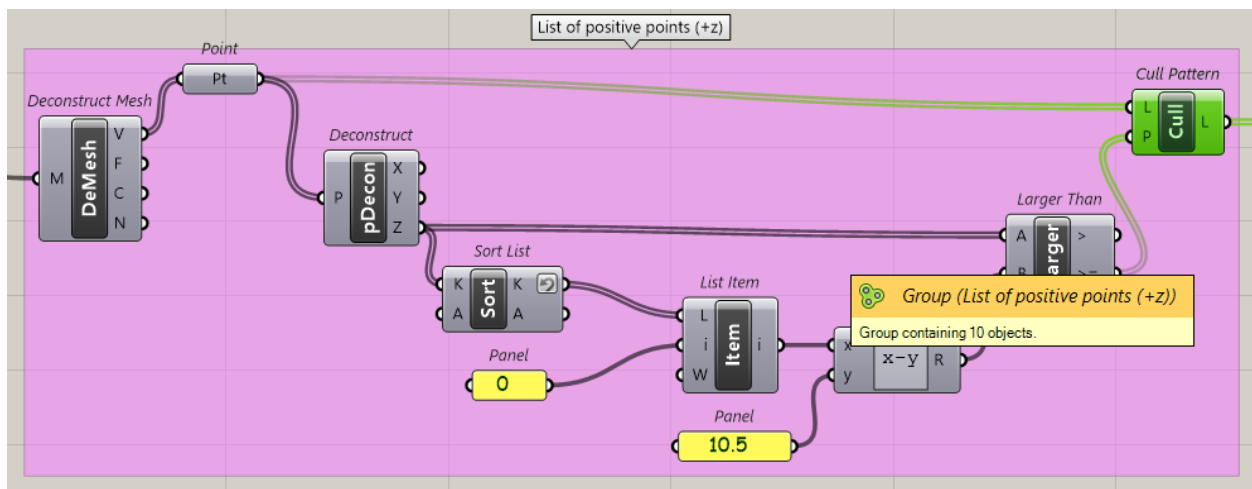 List of positive points (+z)
Point
Pt
Cull Pattern
L
P
Cull
L
Deconstruct Mesh
M
DeMesh
V
F
C
N
Deconstruct
P
pDecon
X
Y
Z
Larger Than
A
arger
>
>=
Sort List
K
A
Sort
K
A
List Item
L
i
W
Item
i
Group (List of positive points (+z))
Group containing 10 objects.
x
y
x-y
R
Panel
0
Panel
10.5